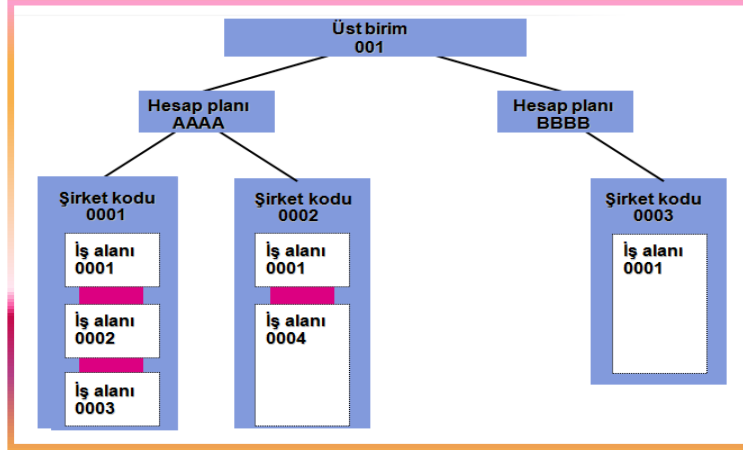 Üst birim
001
Hesap planı
AAAA
Hesap planı
BBBB
Şirket kodu
0001
İş alanı
0001
İş alanı
0002
İş alanı
0003
Şirket kodu
0002
İş alanı
0001
İş alanı
0004
Şirket kodu
0003
İş alanı
0001